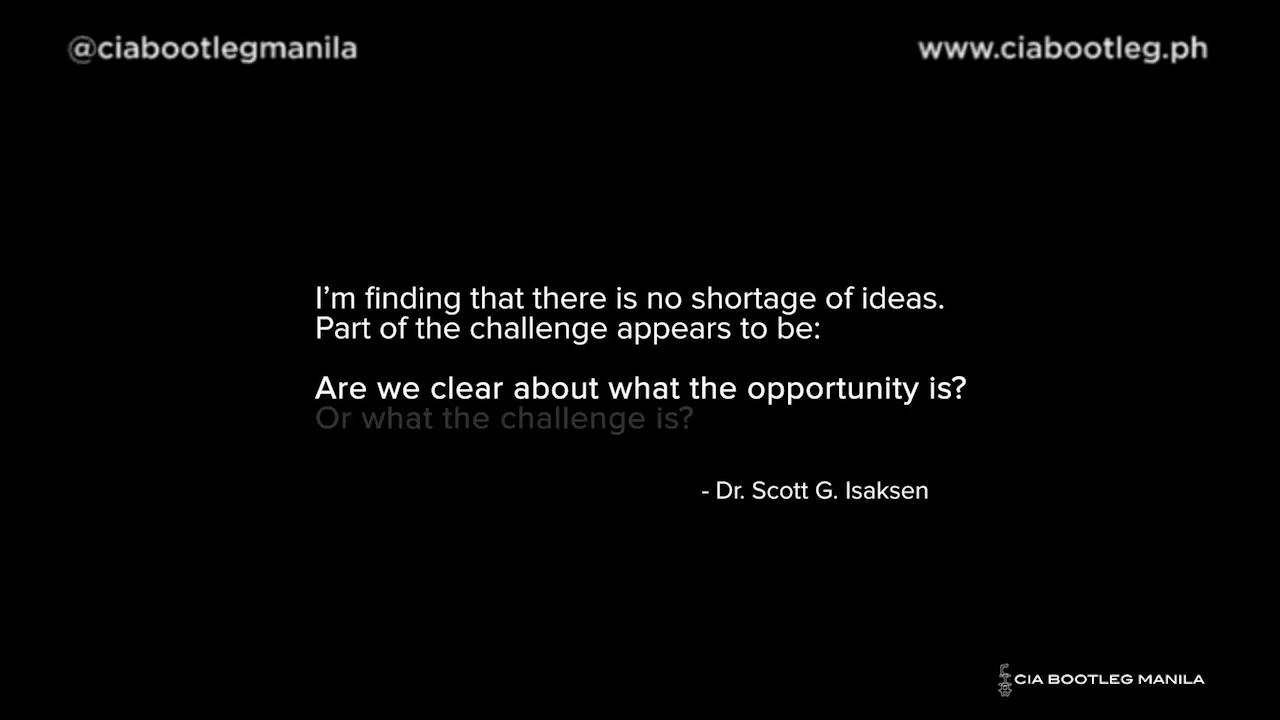 @ciabootlegmanila
www.ciabootleg.ph
I’m finding that there is no shortage of ideas.
Part of the challenge appears to be:
Are we clear about what the opportunity is?
Or what the challenge is?
- Dr. Scott G. Isaksen
CIA BOOTLEG MANILA